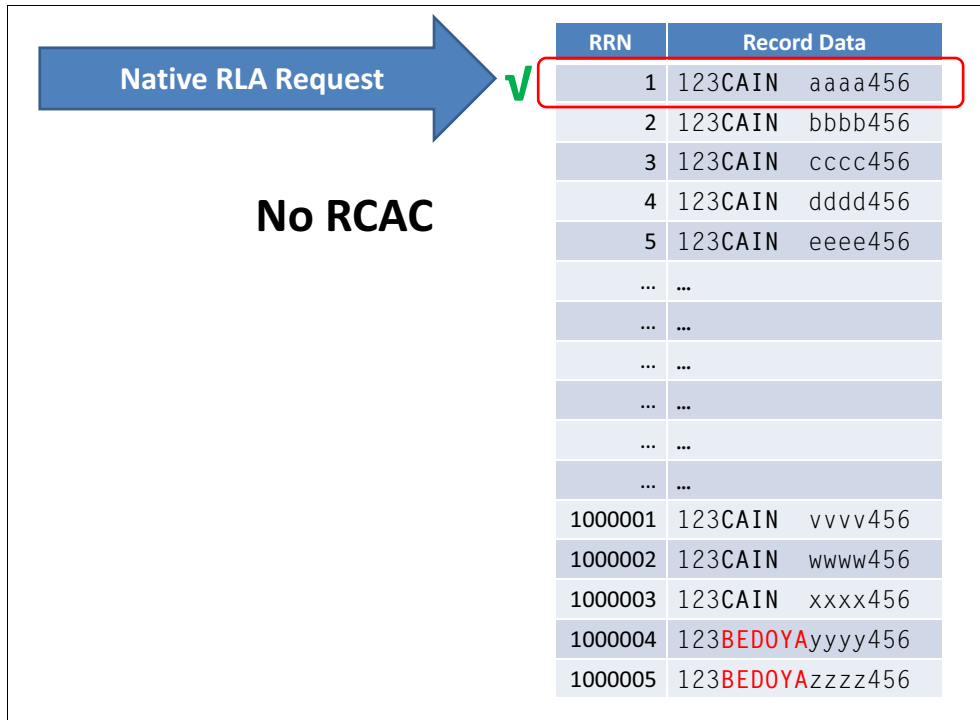 Native RLA Request
√
No RCAC
RRN Record Data
1 123CAIN  aaaa456
2 123CAIN  bbbb456
3 123CAIN  cccc456
4 123CAIN  dddd456
5 123CAIN  eeee456
... ...
... ...
... ...
... ...
... ...
... ...
1000001 123CAIN  vvvv456
1000002 123CAIN  wwww456
1000003 123CAIN  xxxx456
1000004 123BEDOYAyyyy456
1000005 123BEDOYAzzzz456